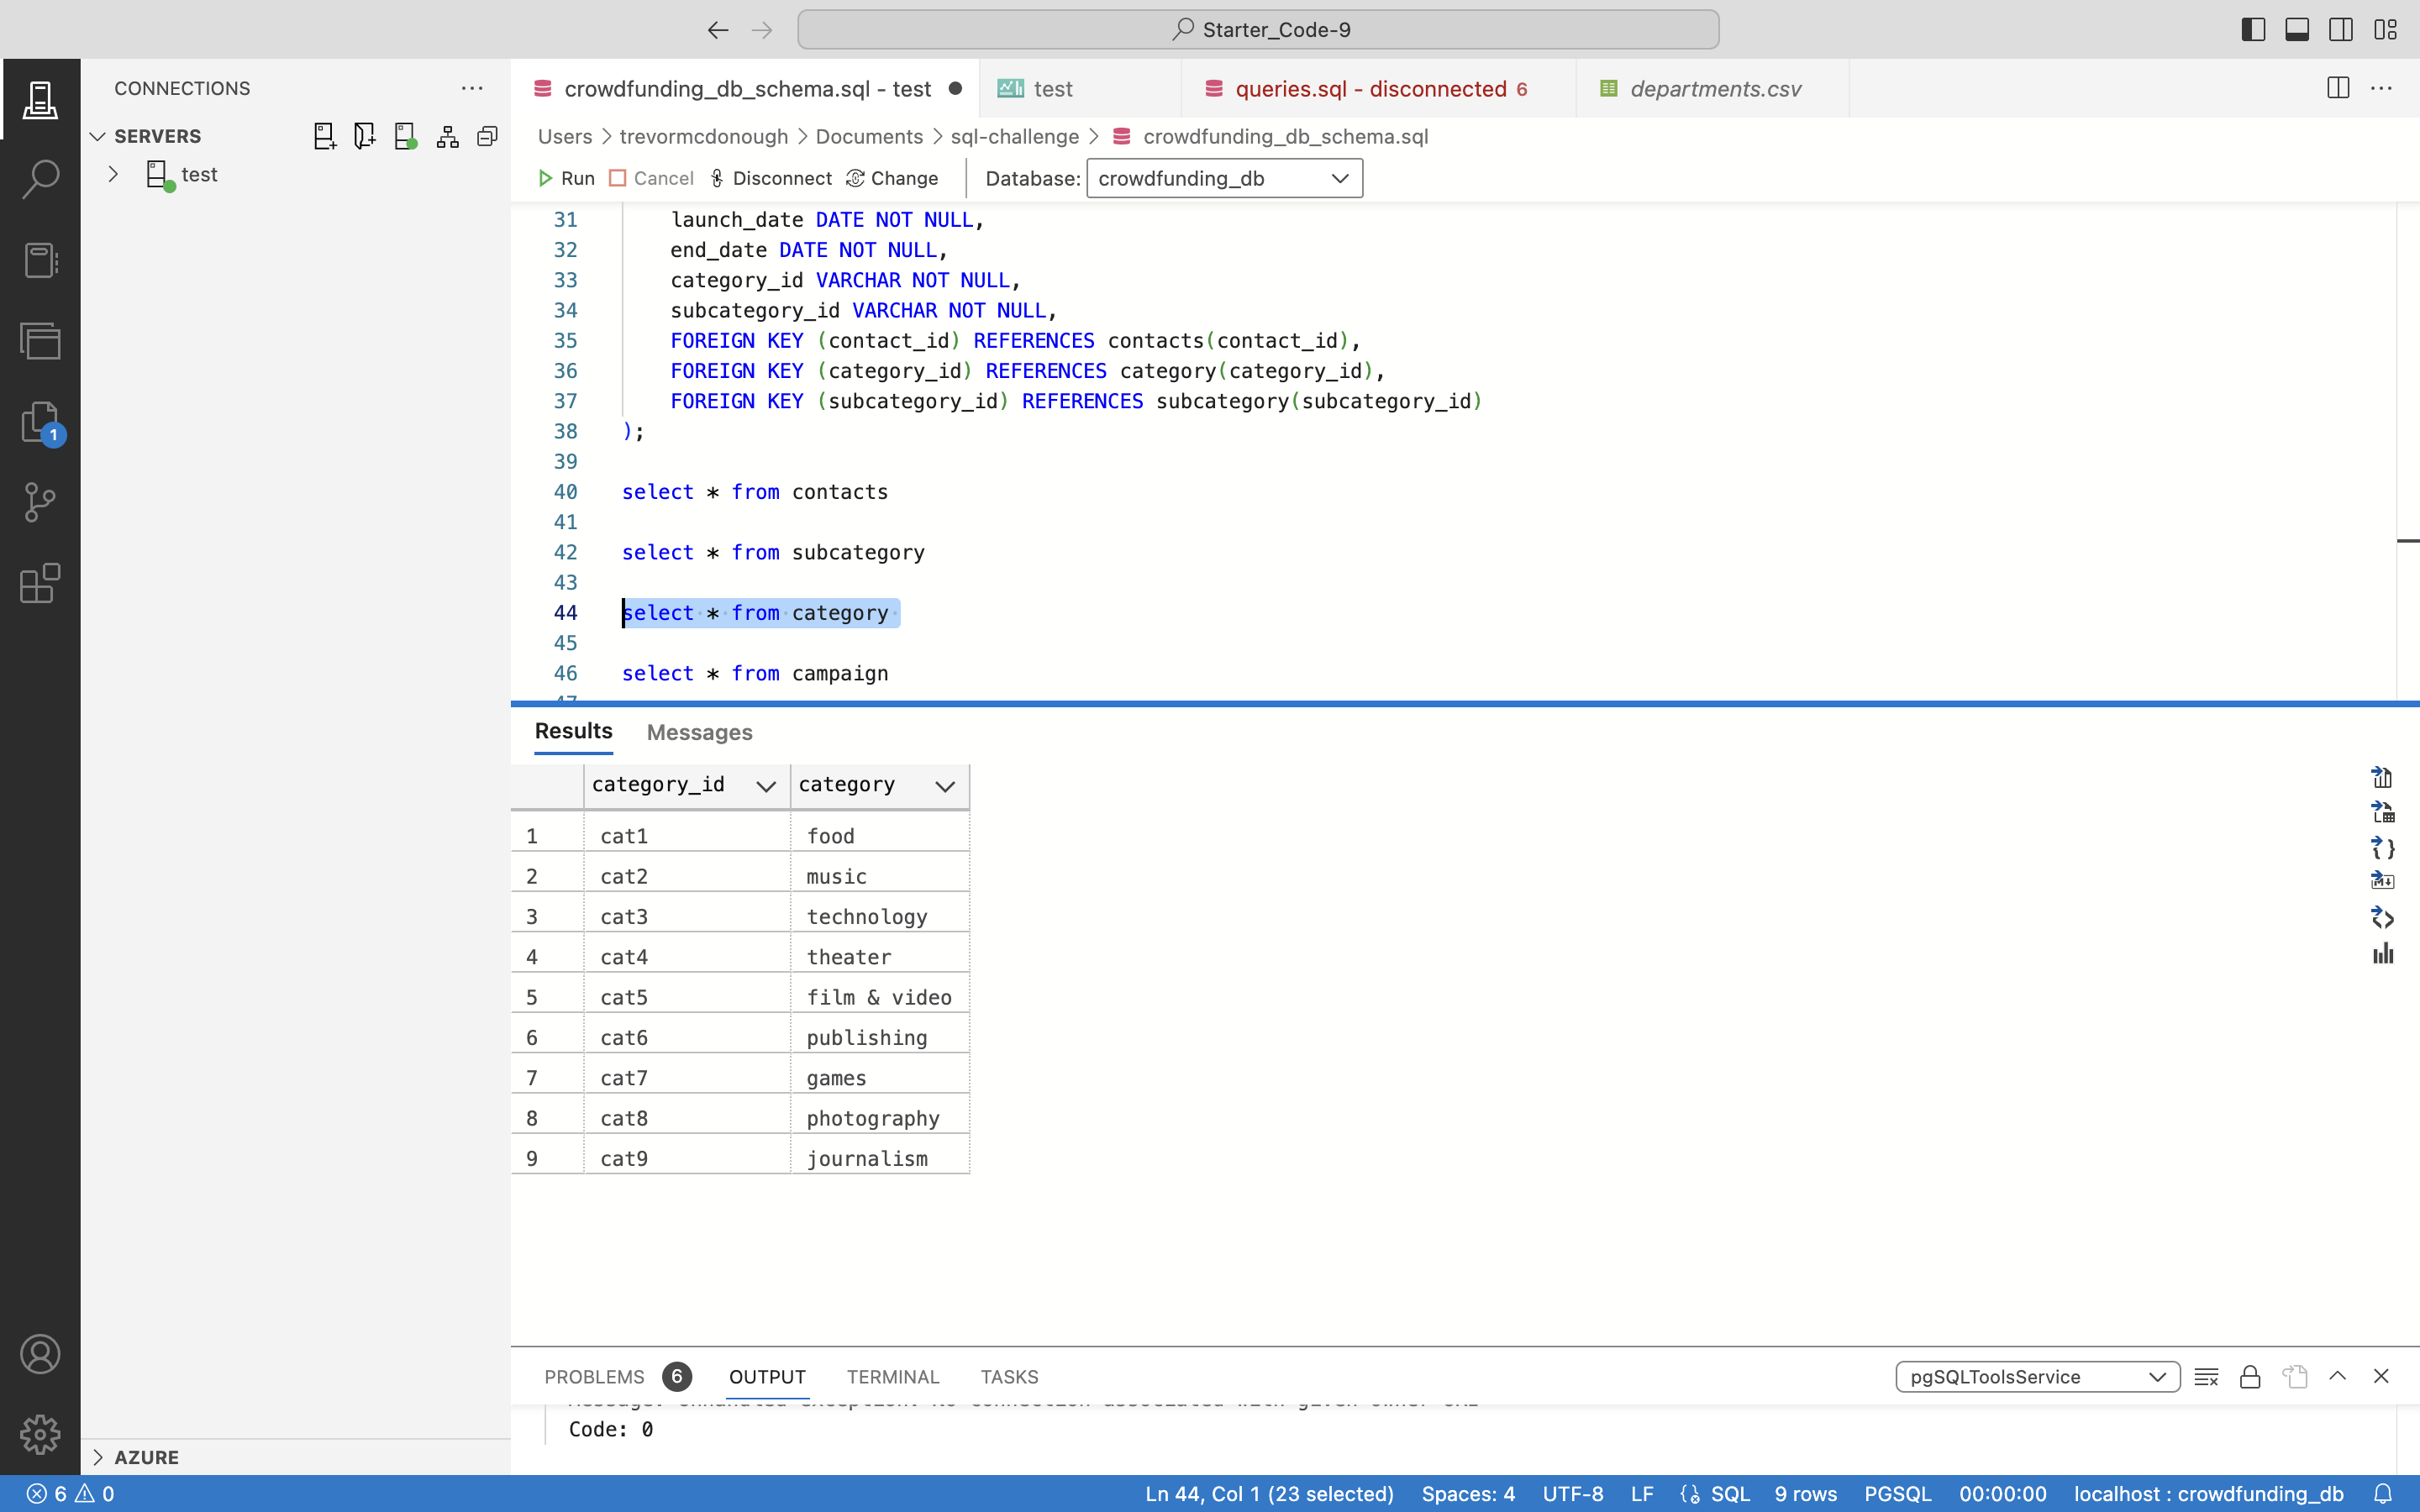 Starter_Code-9
CONNECTIONS
SERVERS
test
AZURE
crowdfunding_db_schema.sql - test
test
queries.sql - disconnected 6
departments.csv
Users > trevormcdonough > Documents > sql-challenge > crowdfunding_db_schema.sql
Run Cancel Disconnect Change Database: crowdfunding_db
31 launch_date DATE NOT NULL,
32 end_date DATE NOT NULL,
33 category_id VARCHAR NOT NULL,
34 subcategory_id VARCHAR NOT NULL,
35 FOREIGN KEY (contact_id) REFERENCES contacts(contact_id),
36 FOREIGN KEY (category_id) REFERENCES category(category_id),
37 FOREIGN KEY (subcategory_id) REFERENCES subcategory(subcategory_id)
38 );
39
40 select * from contacts
41
42 select * from subcategory
43
44 select * from category
45
46 select * from campaign
Results Messages
category_id category
1 cat1 food
2 cat2 music
3 cat3 technology
4 cat4 theater
5 cat5 film & video
6 cat6 publishing
7 cat7 games
8 cat8 photography
9 cat9 journalism
PROBLEMS 6 OUTPUT TERMINAL TASKS pgSQLToolsService
Code: 0
1
6 0 Ln 44, Col 1 (23 selected) Spaces: 4 UTF-8 LF SQL 9 rows PGSQL 00:00:00 localhost : crowdfunding_db